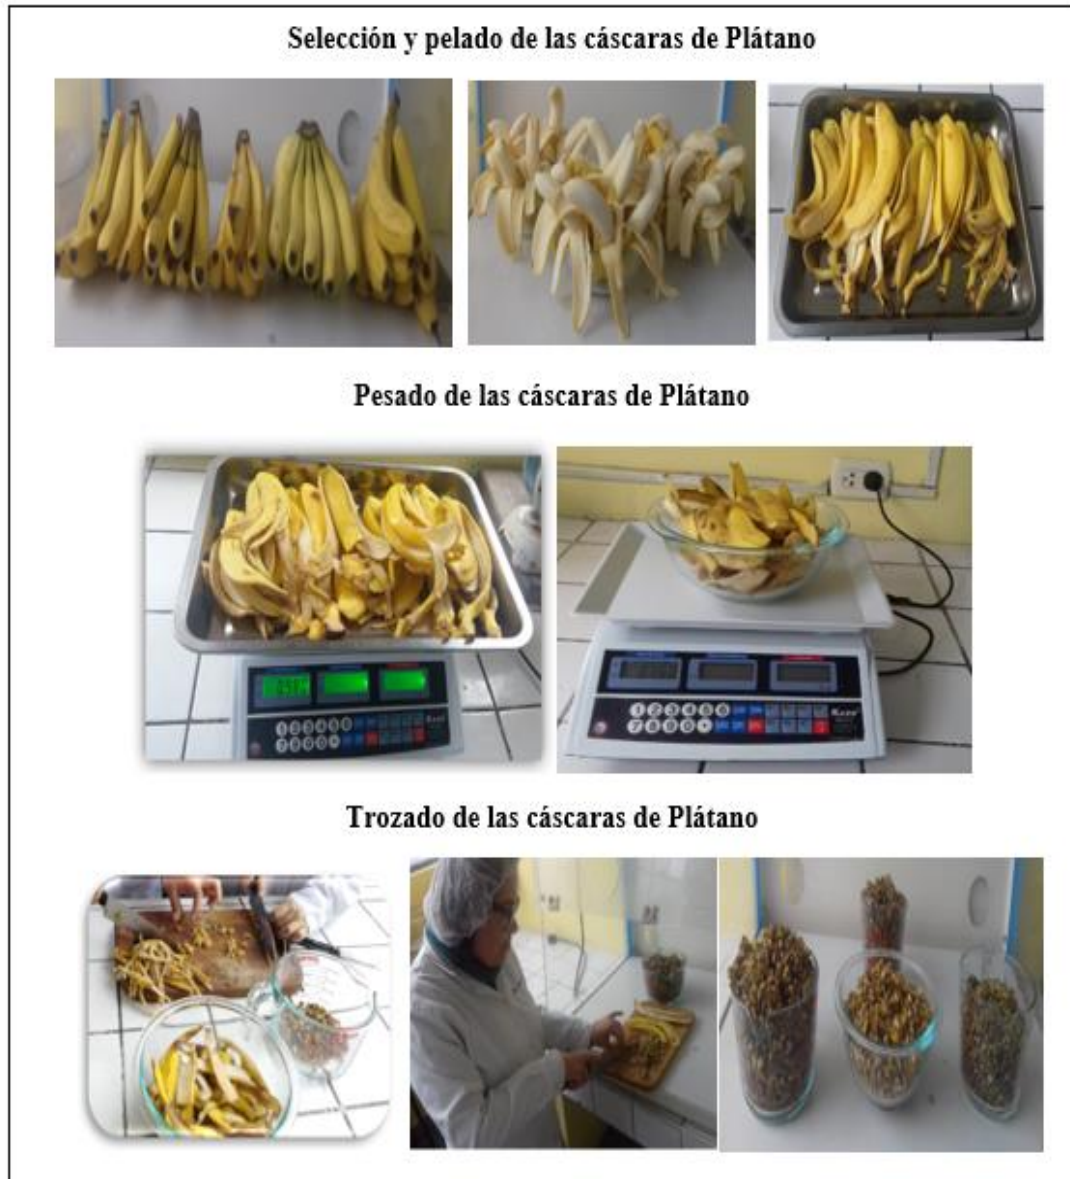 Selección y pelado de las cáscaras de Plátano
Pesado de las cáscaras de Plátano
Trozado de las cáscaras de Plátano